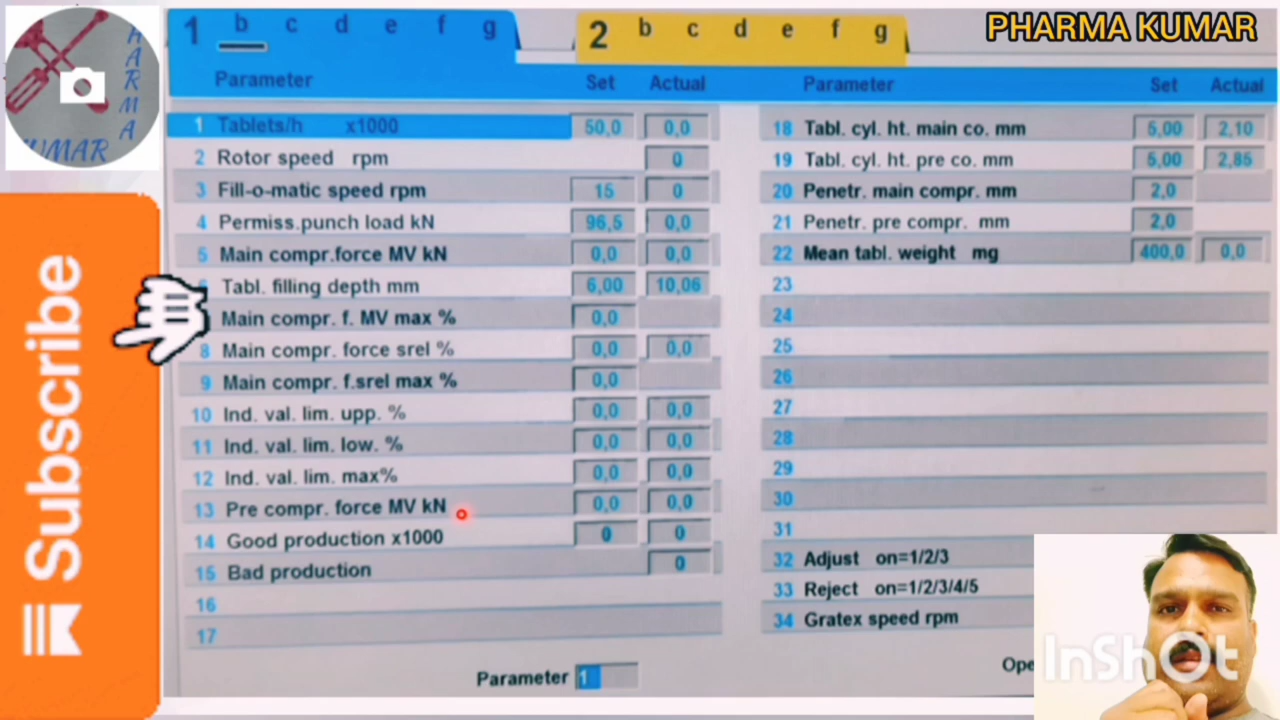 1 b c d e f g
2 b c d e f g
PHARMA KUMAR
Parameter Set Actual
Parameter Set Actual
1 Tablets/h x1000 50,0 0,0
2 Rotor speed rpm 0
3 Fill-o-matic speed rpm 15 0
4 Permiss.punch load kN 96,5 0,0
5 Main compr.force MV kN 0,0 0,0
Tabl. filling depth mm 6,00 10,06
Main compr. f. MV max % 0,0
8 Main compr. force srel % 0,0 0,0
9 Main compr. f.srel max % 0,0
10 Ind. val. lim. upp. % 0,0 0,0
11 Ind. val. lim. low. % 0,0 0,0
12 Ind. val. lim. max% 0,0 0,0
13 Pre compr. force MV kN 0,0 0,0
14 Good production x1000 0 0
15 Bad production 0
16
17
18 Tabl. cyl. ht. main co. mm 5,00 2,10
19 Tabl. cyl. ht. pre co. mm 5,00 2,85
20 Penetr. main compr. mm 2,0
21 Penetr. pre compr. mm 2,0
22 Mean tabl. weight mg 400,0 0,0
23
24
25
26
27
28
29
30
31
32 Adjust on=1/2/3
33 Reject on=1/2/3/4/5
34 Gratex speed rpm
Parameter 1
Ope
Subscribe
InShOt